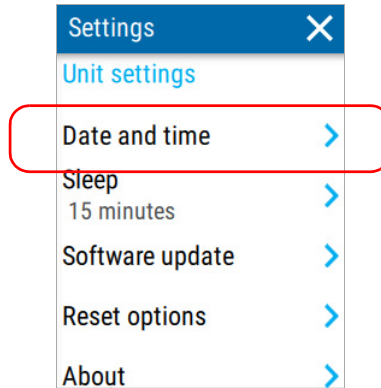 Settings
Unit settings
Date and time
Sleep
15 minutes
Software update
Reset options
About